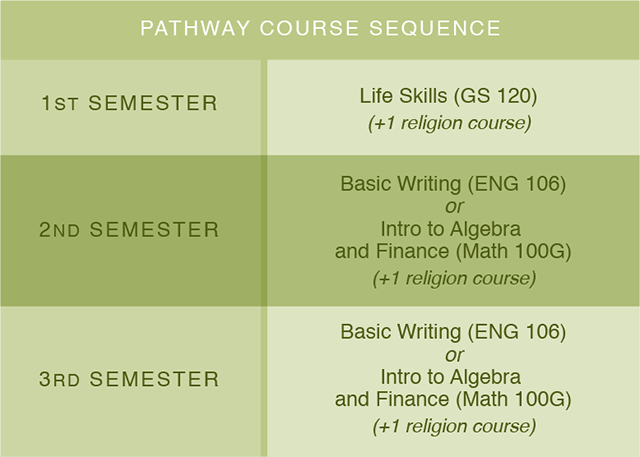 PATHWAY COURSE SEQUENCE
1ST SEMESTER
Life Skills (GS 120)
(+1 religion course)
2ND SEMESTER
Basic Writing (ENG 106)
or
Intro to Algebra
and Finance (Math 100G)
(+1 religion course)
3RD SEMESTER
Basic Writing (ENG 106)
or
Intro to Algebra
and Finance (Math 100G)
(+1 religion course)